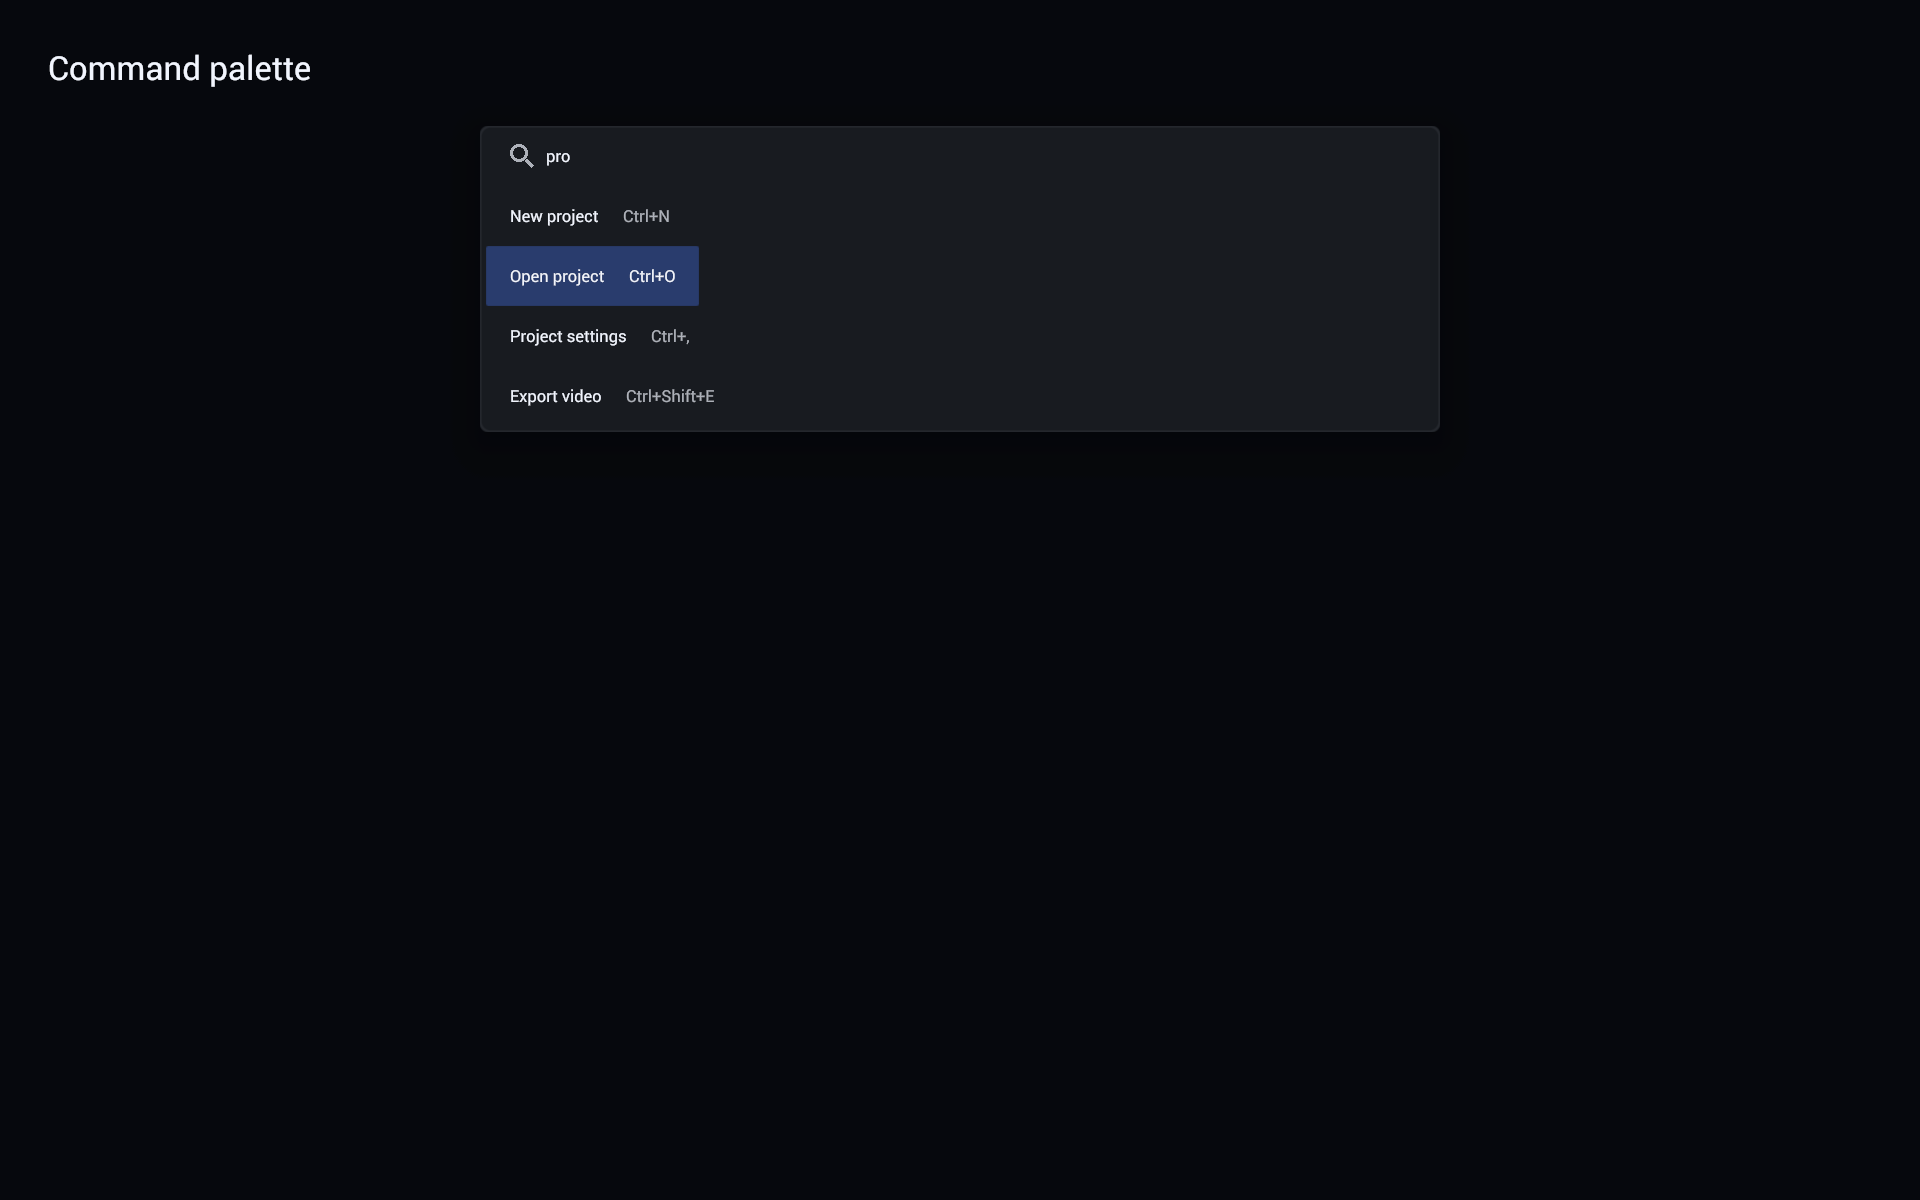 Command palette
pro
New project Ctrl+N
Open project Ctrl+O
Project settings Ctrl+,
Export video Ctrl+Shift+E